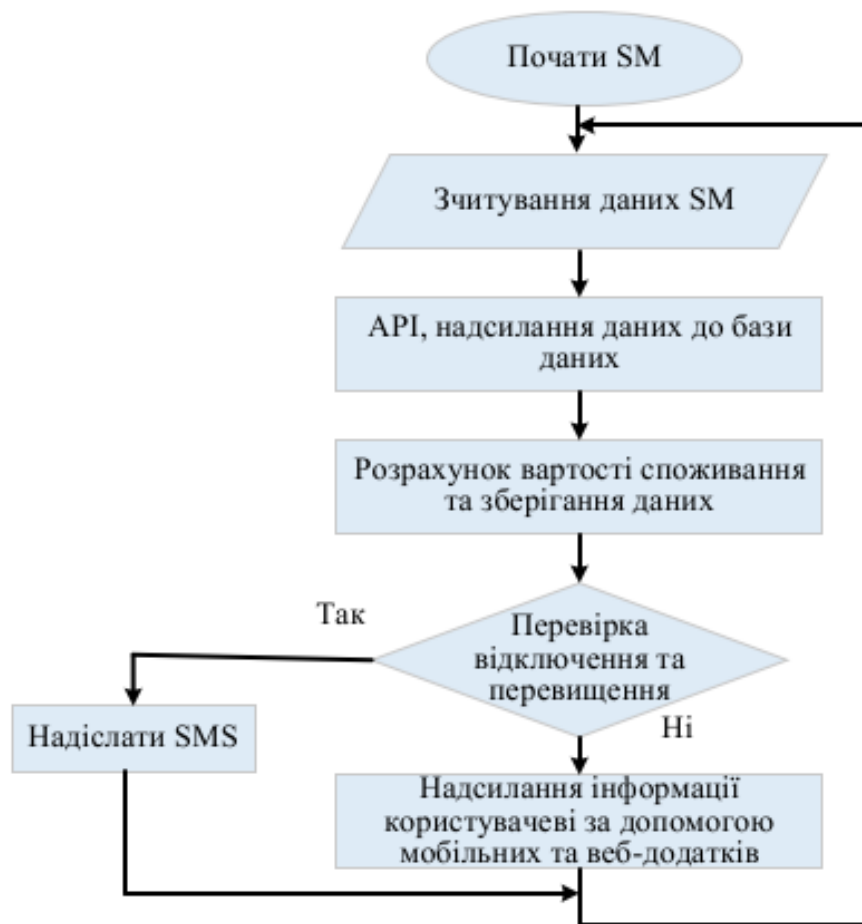 Почати SM
Зчитування даних SM
API, надсилання даних до бази
даних
Розрахунок вартості споживання
та зберігання даних
Так
Перевірка
відключення та
перевищення
Ні
Надіслати SMS
Надсилання інформації
користувачеві за допомогою
мобільних та веб-додатків